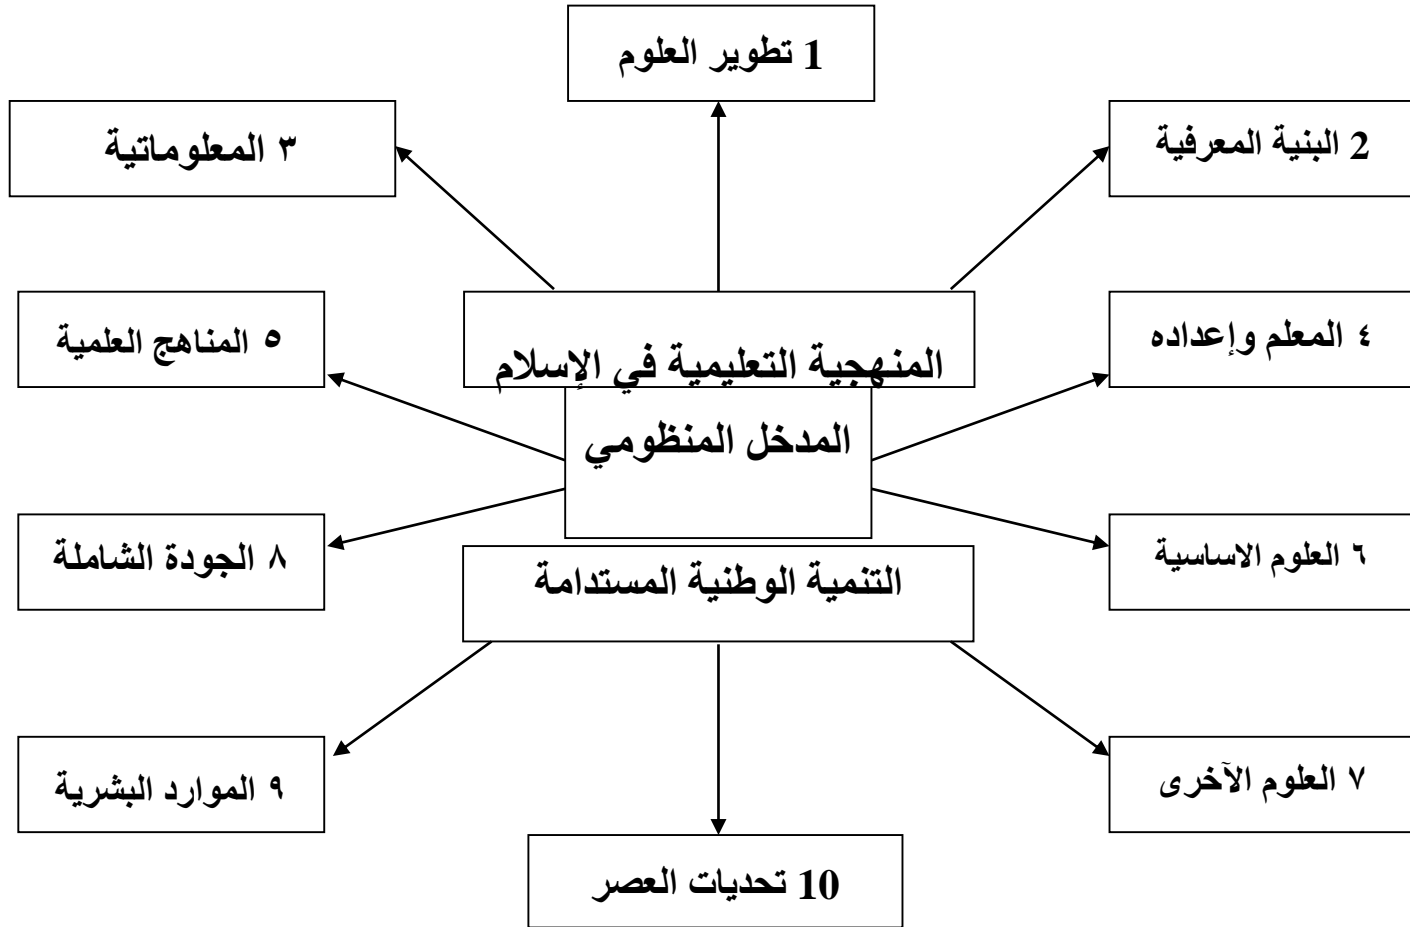 1 تطوير العلوم
2 البنية المعرفية
٣ المعلوماتية
٤ المعلم وإعداده
٥ المناهج العلمية
المنهجية التعليمية في الإسلام
المدخل المنظومي
التنمية الوطنية المستدامة
٦ العلوم الاساسية
٨ الجودة الشاملة
٧ العلوم الآخرى
٩ الموارد البشرية
10 تحديات العصر